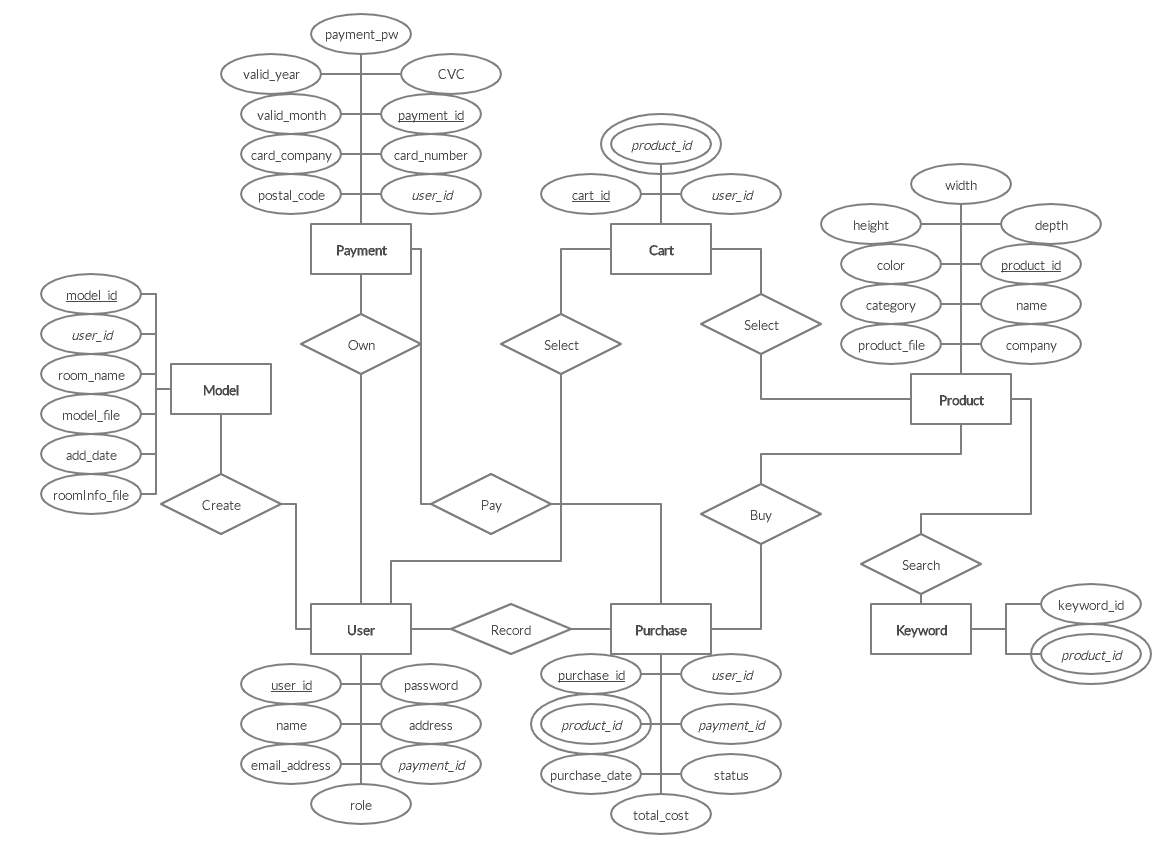 payment_pw
valid_year
CVC
valid_month
payment_id
card_company
card_number
postal_code
user_id
Payment
product_id
cart_id
user_id
Cart
width
height
depth
color
product_id
category
name
product_file
company
Product
model_id
user_id
room_name
model_file
add_date
roomInfo_file
Model
Own
Select
Select
Create
Pay
Buy
Search
User
Record
Purchase
Keyword
keyword_id
product_id
user_id
password
name
address
email_address
payment_id
role
purchase_id
user_id
product_id
payment_id
purchase_date
status
total_cost